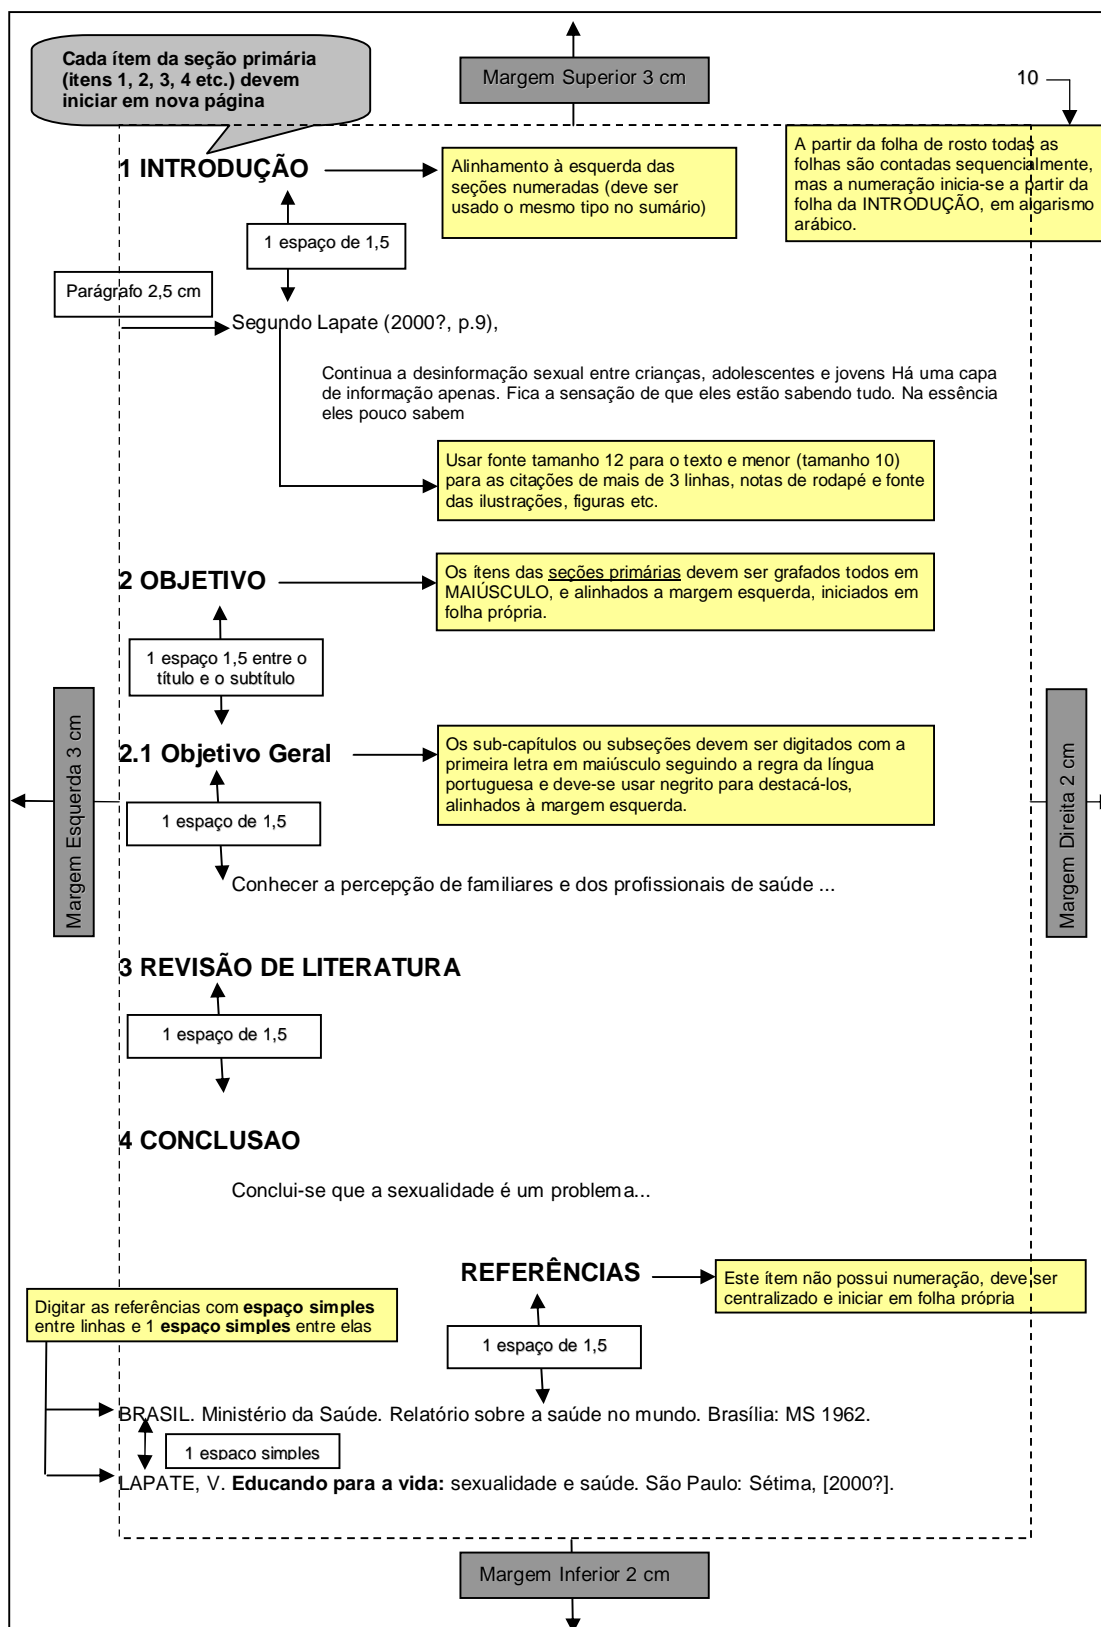 Cada ítem da seção primária
(itens 1, 2, 3, 4 etc.) devem
iniciar em nova página
Margem Superior 3 cm
10
1 INTRODUÇÃO
Alinhamento à esquerda das
seções numeradas (deve ser
usado o mesmo tipo no sumário)
A partir da folha de rosto todas as
folhas são contadas sequencialmente,
mas a numeração inicia-se a partir da
folha da INTRODUÇÃO, em algarismo
arábico.
1 espaço de 1,5
Parágrafo 2,5 cm
Segundo Lapate (2000?, p.9),
Continua a desinformação sexual entre crianças, adolescentes e jovens Há uma capa
de informação apenas. Fica a sensação de que eles estão sabendo tudo. Na essência
eles pouco sabem
Usar fonte tamanho 12 para o texto e menor (tamanho 10)
para as citações de mais de 3 linhas, notas de rodapé e fonte
das ilustrações, figuras etc.
2 OBJETIVO
Os ítens das seções primárias devem ser grafados todos em
MAIÚSCULO, e alinhados a margem esquerda, iniciados em
folha própria.
1 espaço 1,5 entre o
título e o subtítulo
Margem Esquerda 3 cm
Margem Direita 2 cm
2.1 Objetivo Geral
Os sub-capítulos ou subseções devem ser digitados com a
primeira letra em maiúsculo seguindo a regra da língua
portuguesa e deve-se usar negrito para destacá-los,
alinhados à margem esquerda.
1 espaço de 1,5
Conhecer a percepção de familiares e dos profissionais de saúde ...
3 REVISÃO DE LITERATURA
1 espaço de 1,5
4 CONCLUSAO
Conclui-se que a sexualidade é um problema...
REFERÊNCIAS
Este ítem não possui numeração, deve ser
centralizado e iniciar em folha própria
Digitar as referências com espaço simples
entre linhas e 1 espaço simples entre elas
1 espaço de 1,5
BRASIL. Ministério da Saúde. Relatório sobre a saúde no mundo. Brasília: MS 1962.
1 espaco simples
LAPATE, V. Educando para a vida: sexualidade e saúde. São Paulo: Sétima, [2000?].
Margem Inferior 2 cm